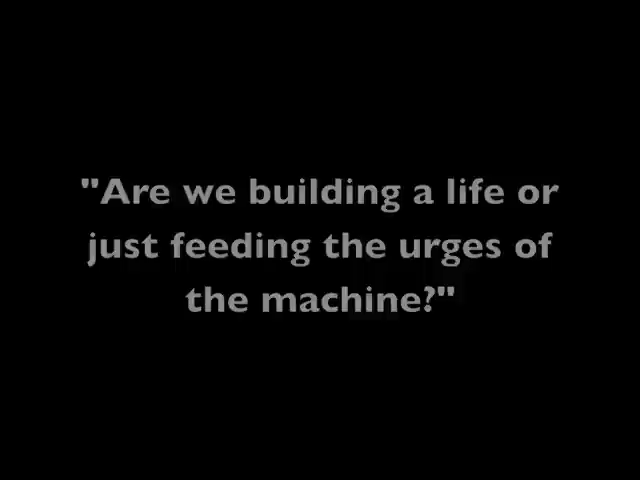 "Are we building a life or
just feeding the urges of
the machine?"